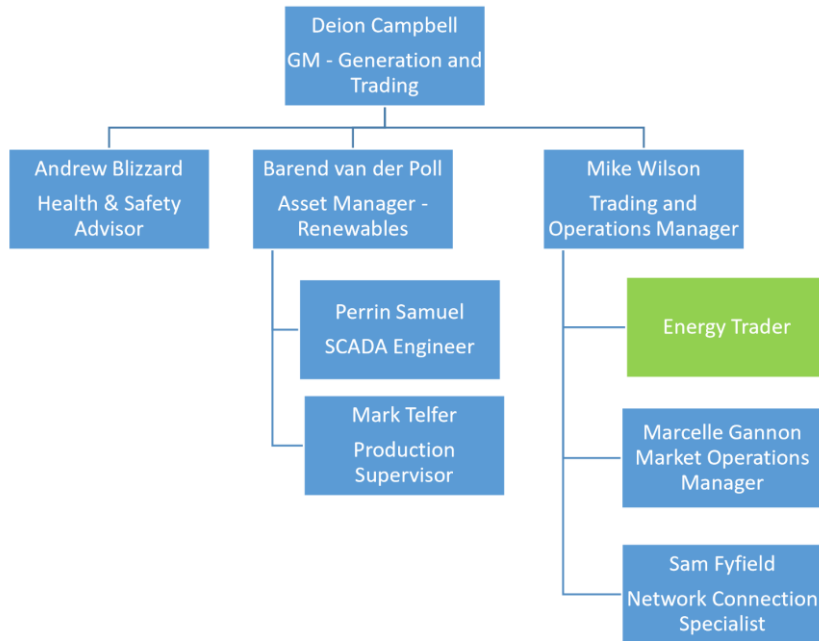 Deion Campbell
GM - Generation and
Trading
Andrew Blizzard
Health & Safety
Advisor
Barend van der Poll
Asset Manager -
Renewables
Mike Wilson
Trading and
Operations Manager
Perrin Samuel
SCADA Engineer
Mark Telfer
Production
Supervisor
Energy Trader
Marcelle Gannon
Market Operations
Manager
Sam Fyfield
Network Connection
Specialist